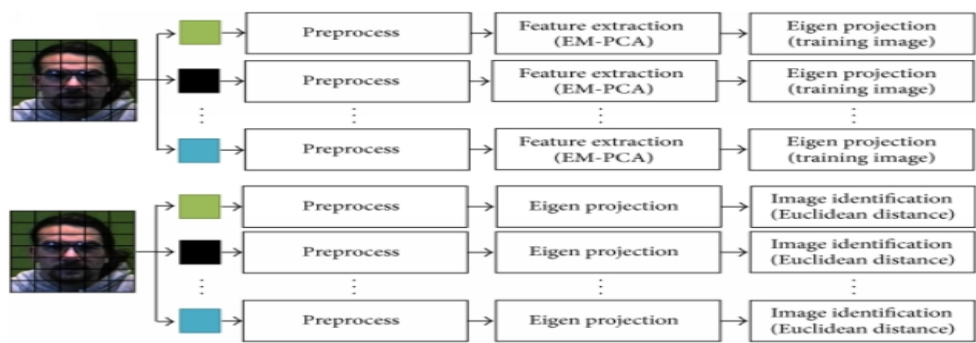 Preprocess
Feature extraction
(EM-PCA)
Eigen projection
(training image)
Preprocess
Feature extraction
(EM-PCA)
Eigen projection
(training image)
Preprocess
Feature extraction
(EM-PCA)
Eigen projection
(training image)
Preprocess
Eigen projection
Image identification
(Euclidean distance)
Preprocess
Eigen projection
Image identification
(Euclidean distance)
Preprocess
Eigen projection
Image identification
(Euclidean distance)